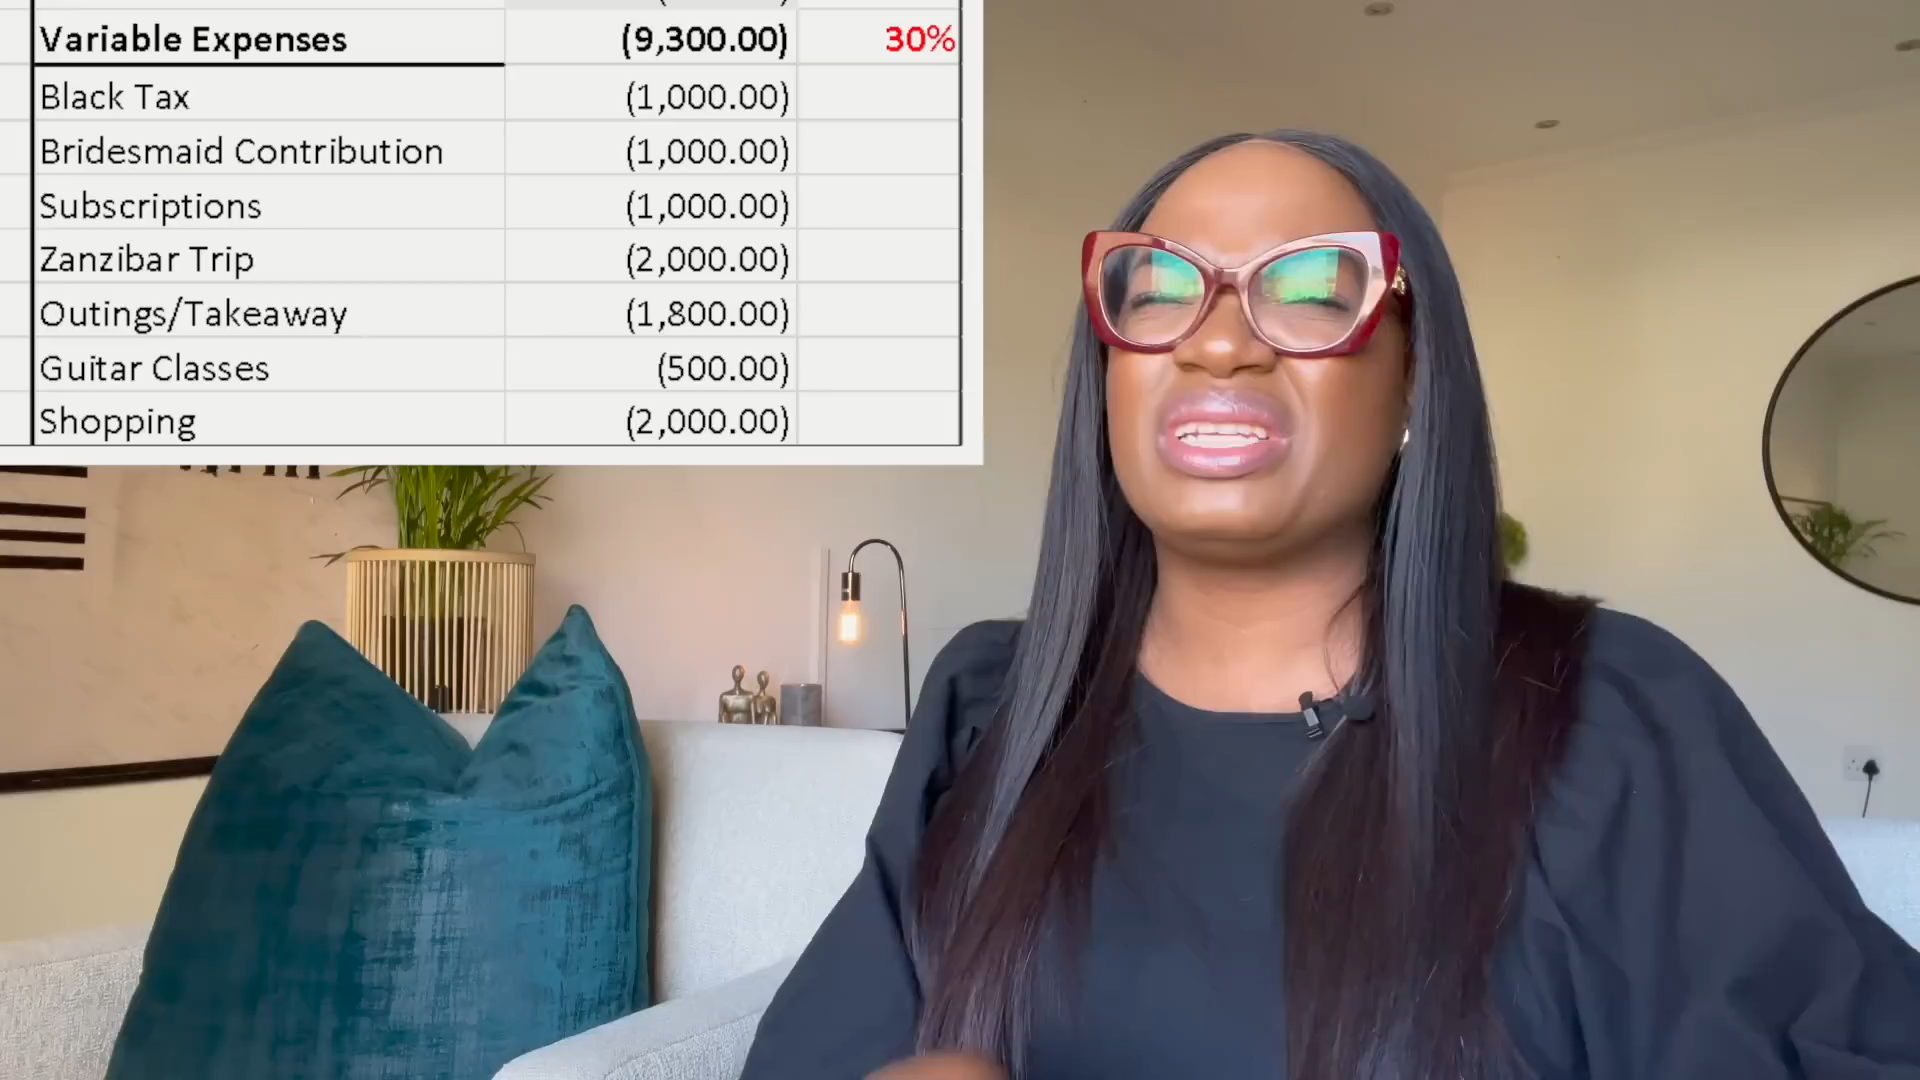 Variable Expenses (9,300.00) 30%
Black Tax (1,000.00)
Bridesmaid Contribution (1,000.00)
Subscriptions (1,000.00)
Zanzibar Trip (2,000.00)
Outings/Takeaway (1,800.00)
Guitar Classes (500.00)
Shopping (2,000.00)